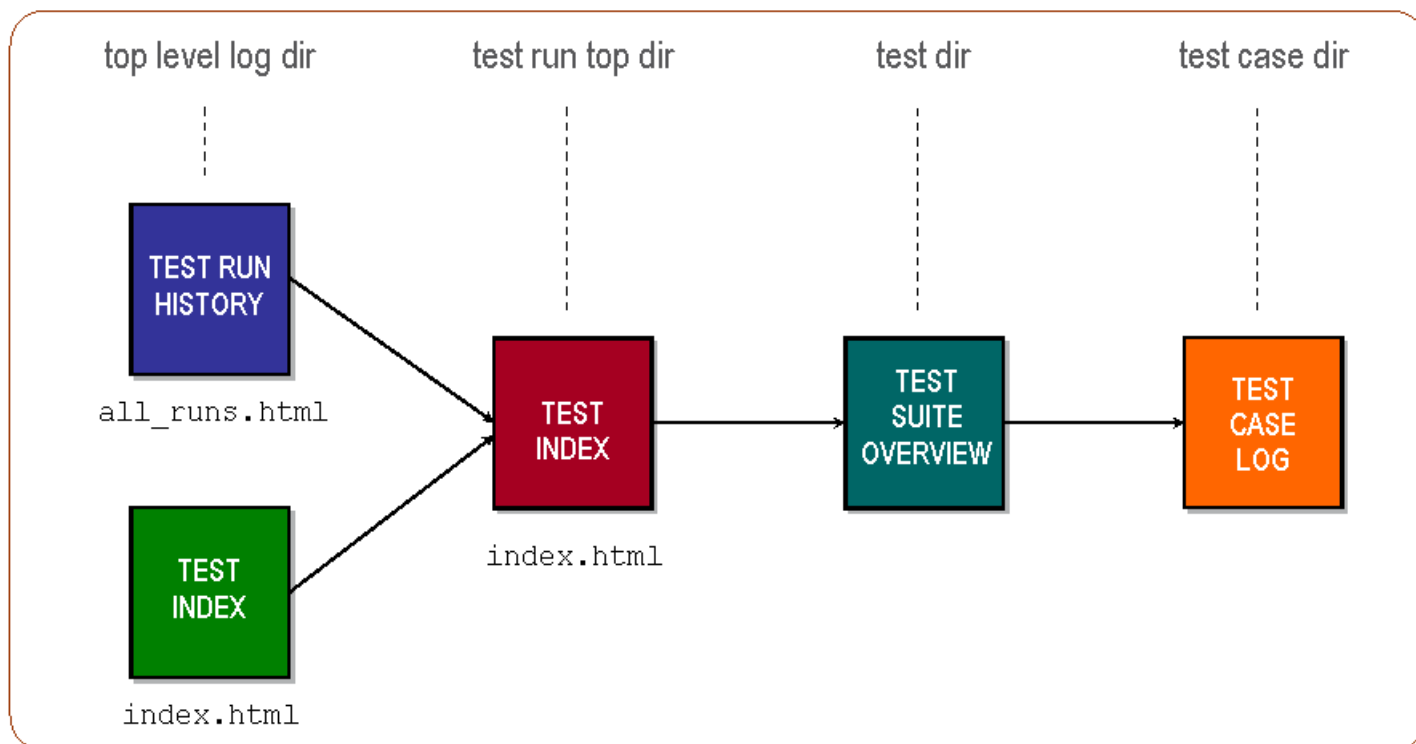 top level log dir
test run top dir
test dir
test case dir
TEST RUN
HISTORY
all_runs.html
TEST
INDEX
index.html
TEST
INDEX
index.html
TEST
SUITE
OVERVIEW
TEST
CASE
LOG